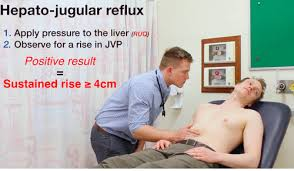 Hepato-jugular reflux
1. Apply pressure to the liver (RUQ)
2. Observe for a rise in JVP
Positive result
=
Sustained rise ≥ 4cm